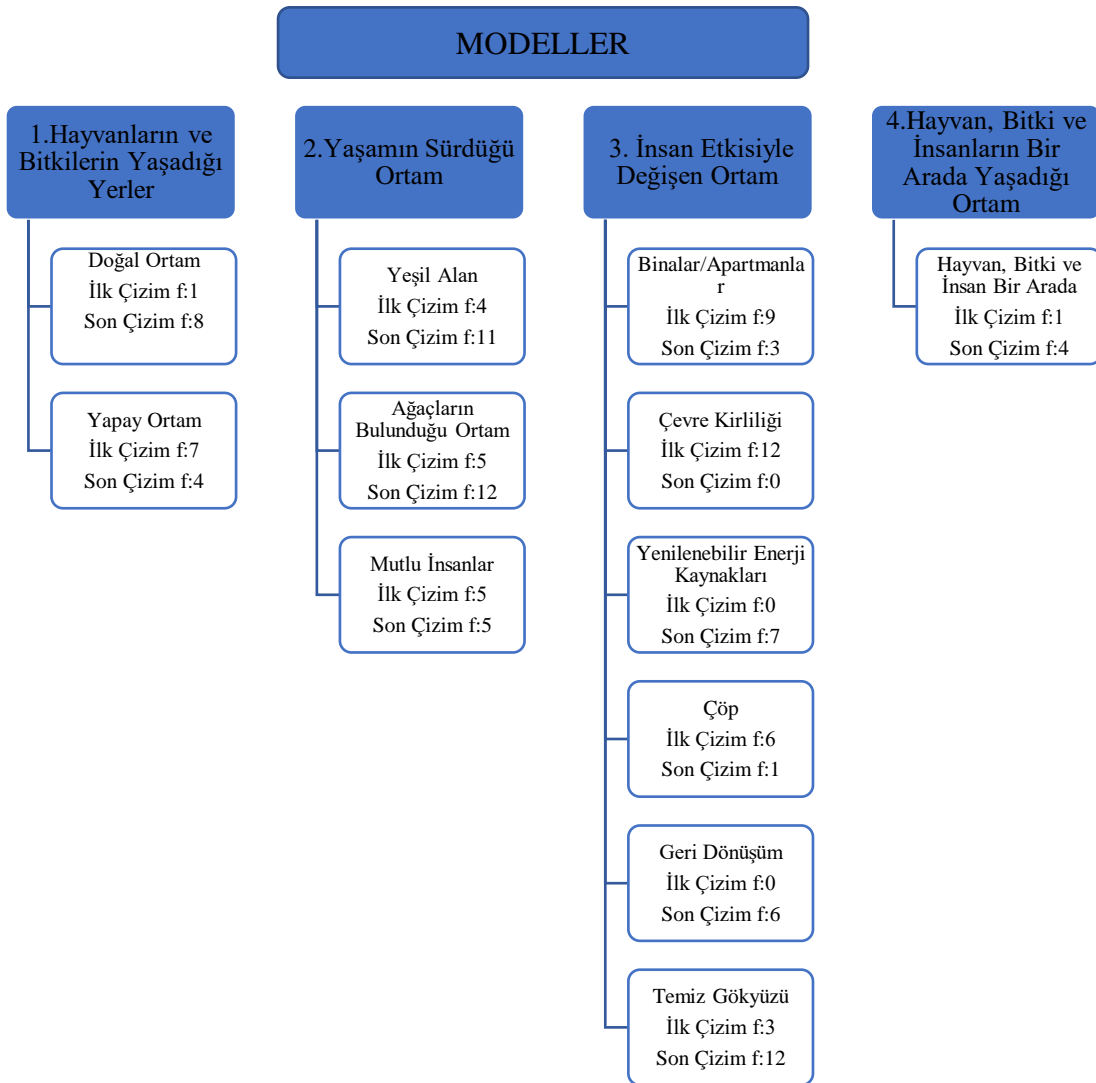 MODELLER
1.Hayvanların ve
Bitkilerin Yaşadığı
Yerler
Doğal Ortam
İlk Çizim f:1
Son Çizim f:8
Yapay Ortam
İlk Çizim f:7
Son Çizim f:4
2.Yaşamın Sürdüğü
Ortam
Yeşil Alan
İlk Çizim f:4
Son Çizim f:11
Ağaçların
Bulunduğu Ortam
İlk Çizim f:5
Son Çizim f:12
Mutlu İnsanlar
İlk Çizim f:5
Son Çizim f:5
3. İnsan Etkisiyle
Değişen Ortam
Binalar/Apartmanla
r
İlk Çizim f:9
Son Çizim f:3
Çevre Kirliliği
İlk Çizim f:12
Son Çizim f:0
Yenilenebilir Enerji
Kaynakları
İlk Çizim f:0
Son Çizim f:7
Çöp
İlk Çizim f:6
Son Çizim f:1
Geri Dönüşüm
İlk Çizim f:0
Son Çizim f:6
Temiz Gökyüzü
İlk Çizim f:3
Son Çizim f:12
4.Hayvan, Bitki ve
İnsanların Bir
Arada Yaşadığı
Ortam
Hayvan, Bitki ve
İnsan Bir Arada
İlk Çizim f:1
Son Çizim f:4